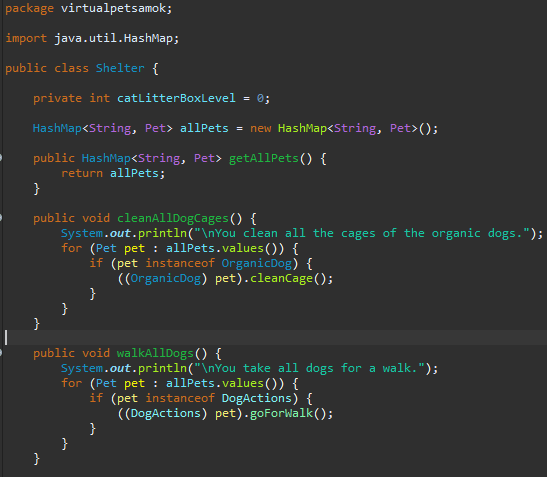 package virtualpetsamok;
import java.util.HashMap;
public class Shelter {
private int catLitterBoxLevel = 0;
HashMap<String, Pet> allPets = new HashMap<String, Pet>();
public HashMap<String, Pet> getAllPets() {
return allPets;
}
public void cleanAllDogCages() {
System.out.println("\nYou clean all the cages of the organic dogs.");
for (Pet pet : allPets.values()) {
if (pet instanceof OrganicDog) {
((OrganicDog) pet).cleanCage();
}
}
}
public void walkAllDogs() {
System.out.println("\nYou take all dogs for a walk.");
for (Pet pet : allPets.values()) {
if (pet instanceof DogActions) {
((DogActions) pet).goForWalk();
}
}
}